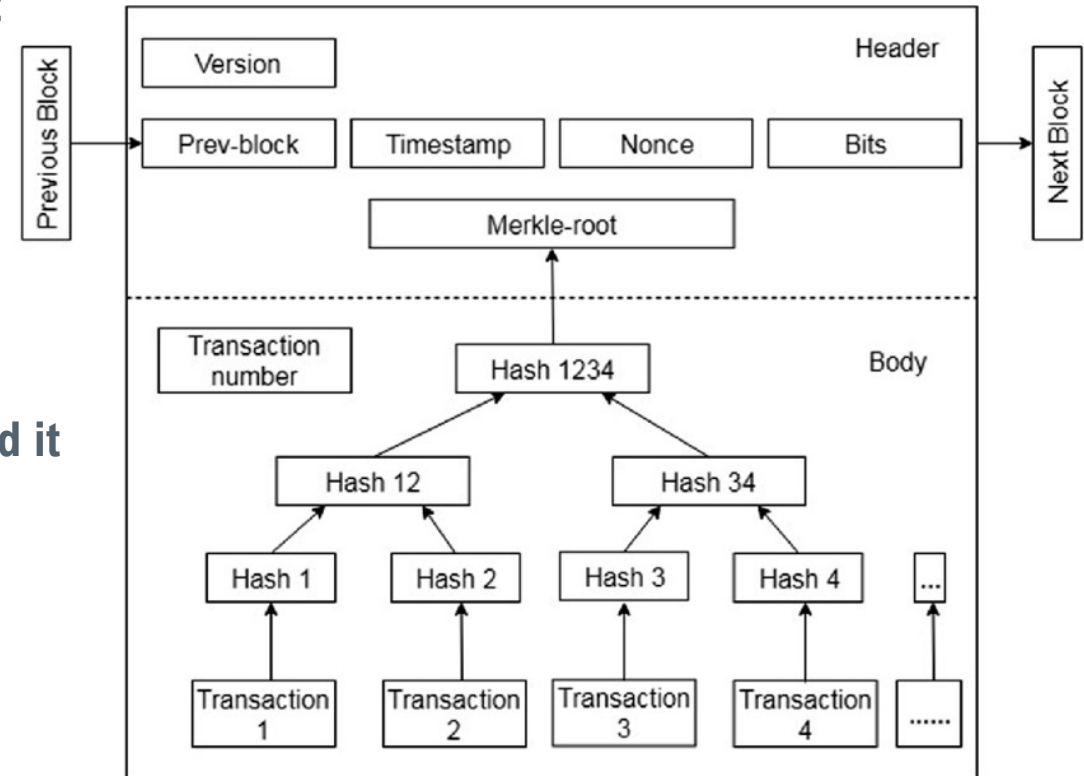 Header
Version
Previous Block
Prev-block
Timestamp
Nonce
Bits
Next Block
Merkle-root
Transaction
number
Body
Hash 1234
d it
Hash 12
Hash 34
Hash 1
Hash 2
Hash 3
Hash 4
...
Transaction
1
Transaction
2
Transaction
3
Transaction
4
......